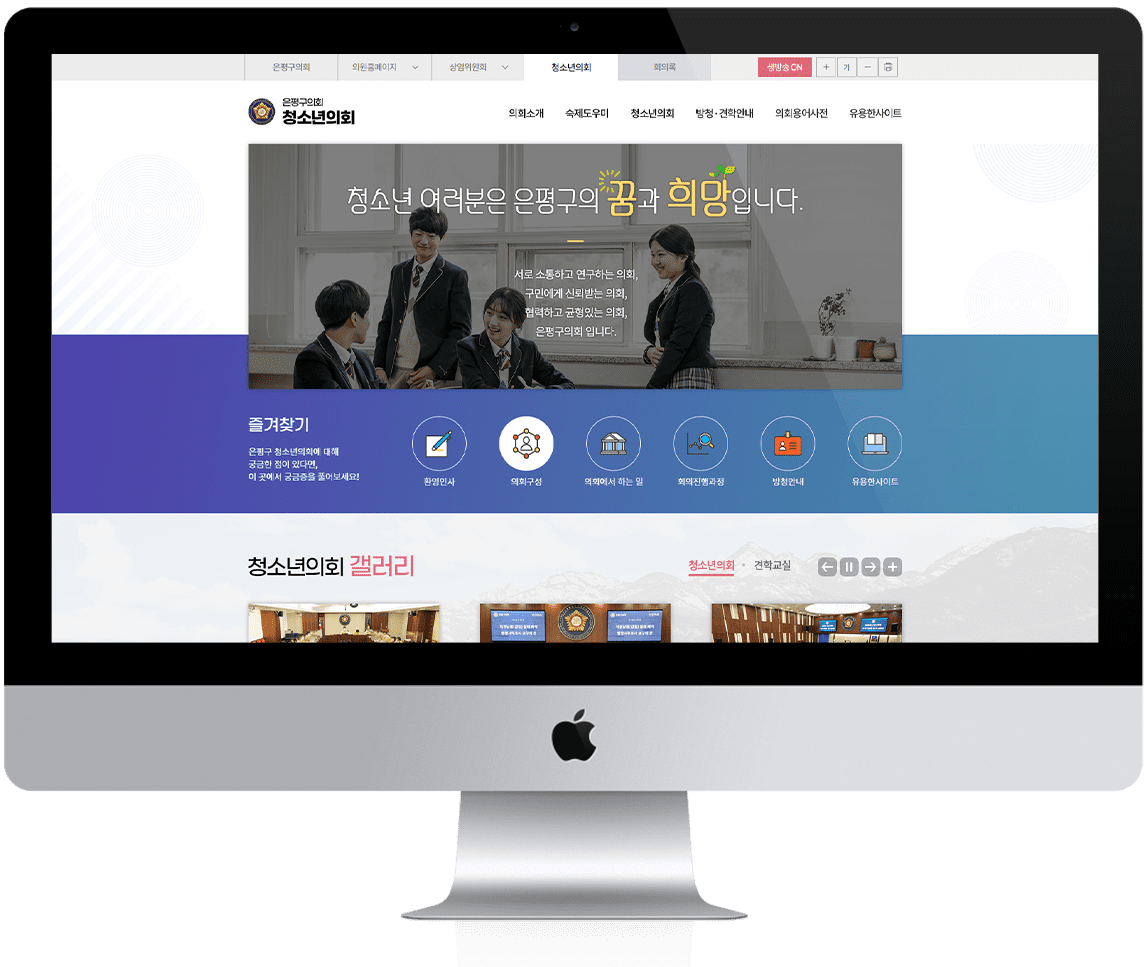 은평구의회
의원홈페이지
상임위원회
청소년의회
회의록
생방송 ON
+
가
−
은평구의회
청소년의회
의회소개
숙제도우미
청소년의회
방청·견학안내
의회용어사전
유용한사이트
청소년 여러분은 은평구의 꿈과 희망입니다.
서로 소통하고 연구하는 의회,
구민에게 신뢰받는 의회,
협력하고 균형있는 의회,
은평구의회 입니다.
즐겨찾기
은평구 청소년의회에 대해
궁금한 점이 있다면,
이 곳에서 궁금증을 풀어보세요!
환영인사
의회구성
의회에서 하는 일
회의진행과정
방청안내
유용한사이트
청소년의회 갤러리
청소년의회
견학교실